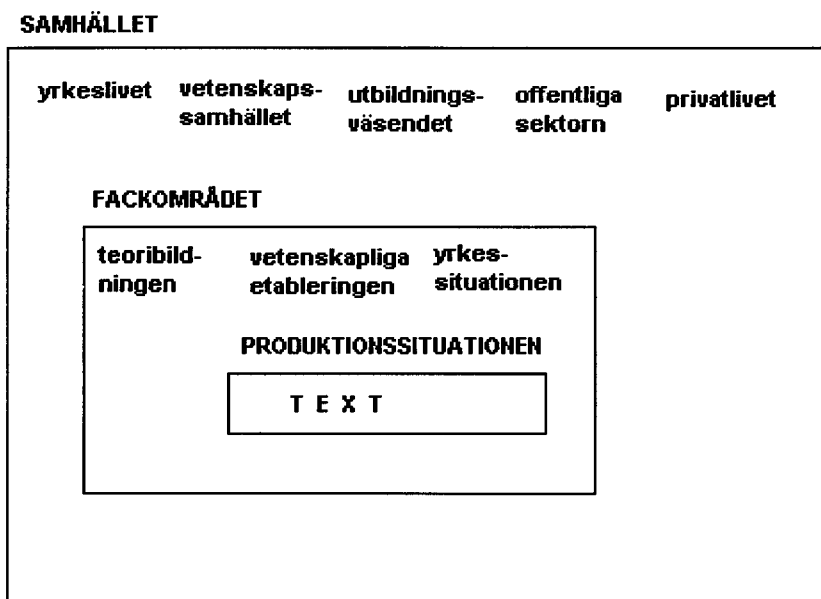 SAMHÄLLET
yrkeslivet vetenskaps- utbildnings- offentliga privatlivet
samhället väsendet sektorn
FACKOMRÅDET
teoribild- vetenskapliga yrkes-
ningen etableringen situationen
PRODUKTIONSSITUATIONEN
T E X T